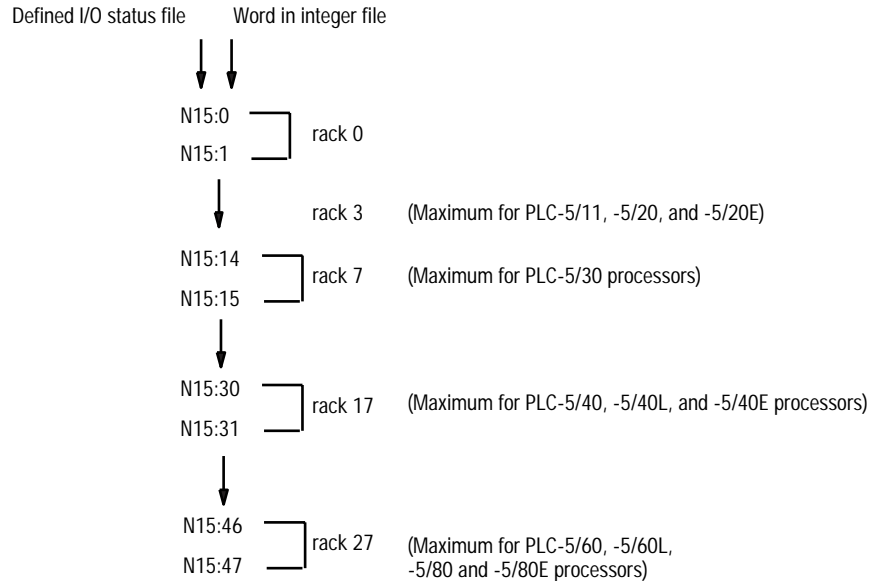 Defined I/O status file Word in integer file
N15:0
rack 0
N15:1
rack 3 (Maximum for PLC-5/11, -5/20, and -5/20E)
N15:14
rack 7 (Maximum for PLC-5/30 processors)
N15:15
N15:30
rack 17 (Maximum for PLC-5/40, -5/40L, and -5/40E processors)
N15:31
N15:46
rack 27 (Maximum for PLC-5/60, -5/60L,
N15:47 -5/80 and -5/80E processors)